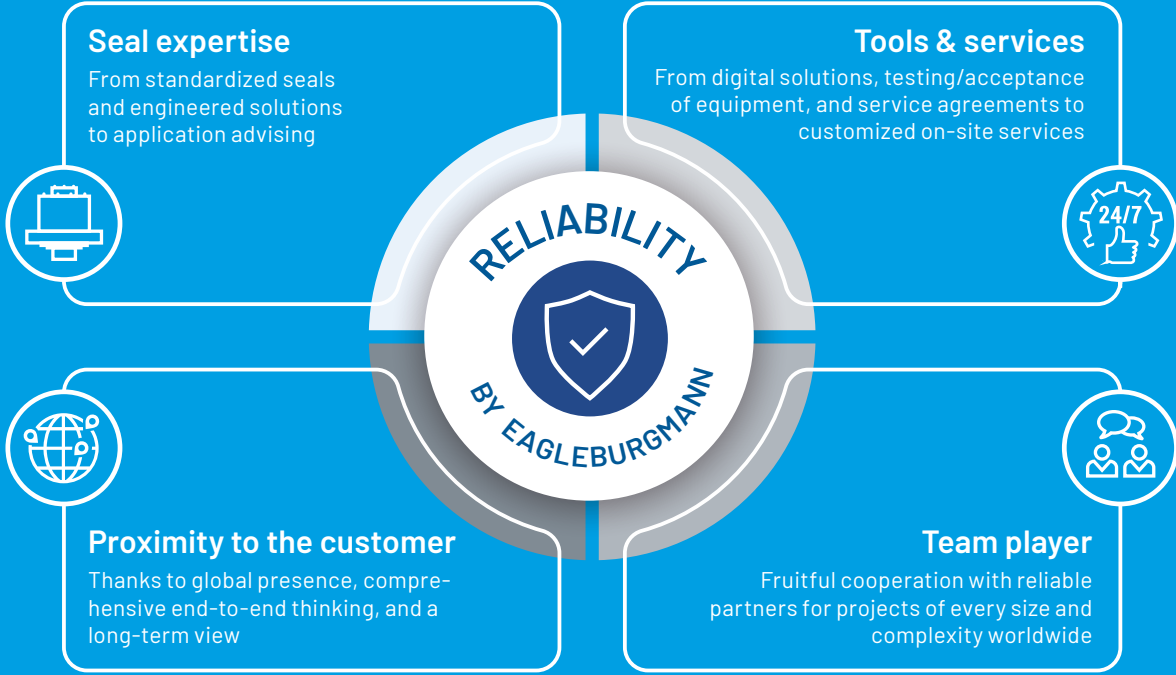 Seal expertise
From standardized seals
and engineered solutions
to application advising
Tools & services
From digital solutions, testing/acceptance
of equipment, and service agreements to
customized on-site services
24/7
RELIABILITY
BY EAGLEBURGMANN
Proximity to the customer
Thanks to global presence, compre-
hensive end-to-end thinking, and a
long-term view
Team player
Fruitful cooperation with reliable
partners for projects of every size and
complexity worldwide